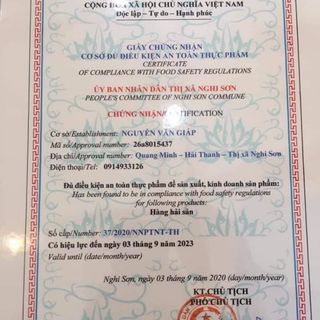 CỘNG HÒA XÃ HỘI CHỦ NGHĨA VIỆT NAM
Độc lập – Tự do – Hạnh phúc
GIẤY CHỨNG NHẬN
CƠ SỞ ĐỦ ĐIỀU KIỆN AN TOÀN THỰC PHẨM
CERTIFICATE
OF COMPLIANCE WITH FOOD SAFETY REGULATIONS
ỦY BAN NHÂN DÂN THỊ XÃ NGHI SƠN
PEOPLE'S COMMITTEE OF NGHI SON COMMUNE
CHỨNG NHẬN/CERTIFICATION
Cơ sở/Establishment: NGUYỄN VĂN GIÁP
Mã số/Approval number: 26a8015437
Địa chỉ/Approval number: Quang Minh – Hải Thanh – Thị xã Nghi Sơn
Điện thoại/Tel: 0914933126
Đủ điều kiện an toàn thực phẩm để sản xuất, kinh doanh sản phẩm:
Has been found to be in compliance with food safety regulations
for following products:
Hàng hải sản
Số cấp/Number: 37/2020/NNPTNT-TH
Có hiệu lực đến ngày 03 tháng 9 năm 2023
Valid until (date/month/year)
Nghi Sơn, ngày 03 tháng 9 năm 2020 (day/month/year)
KT.CHỦ TỊCH
PHÓ CHỦ TỊCH